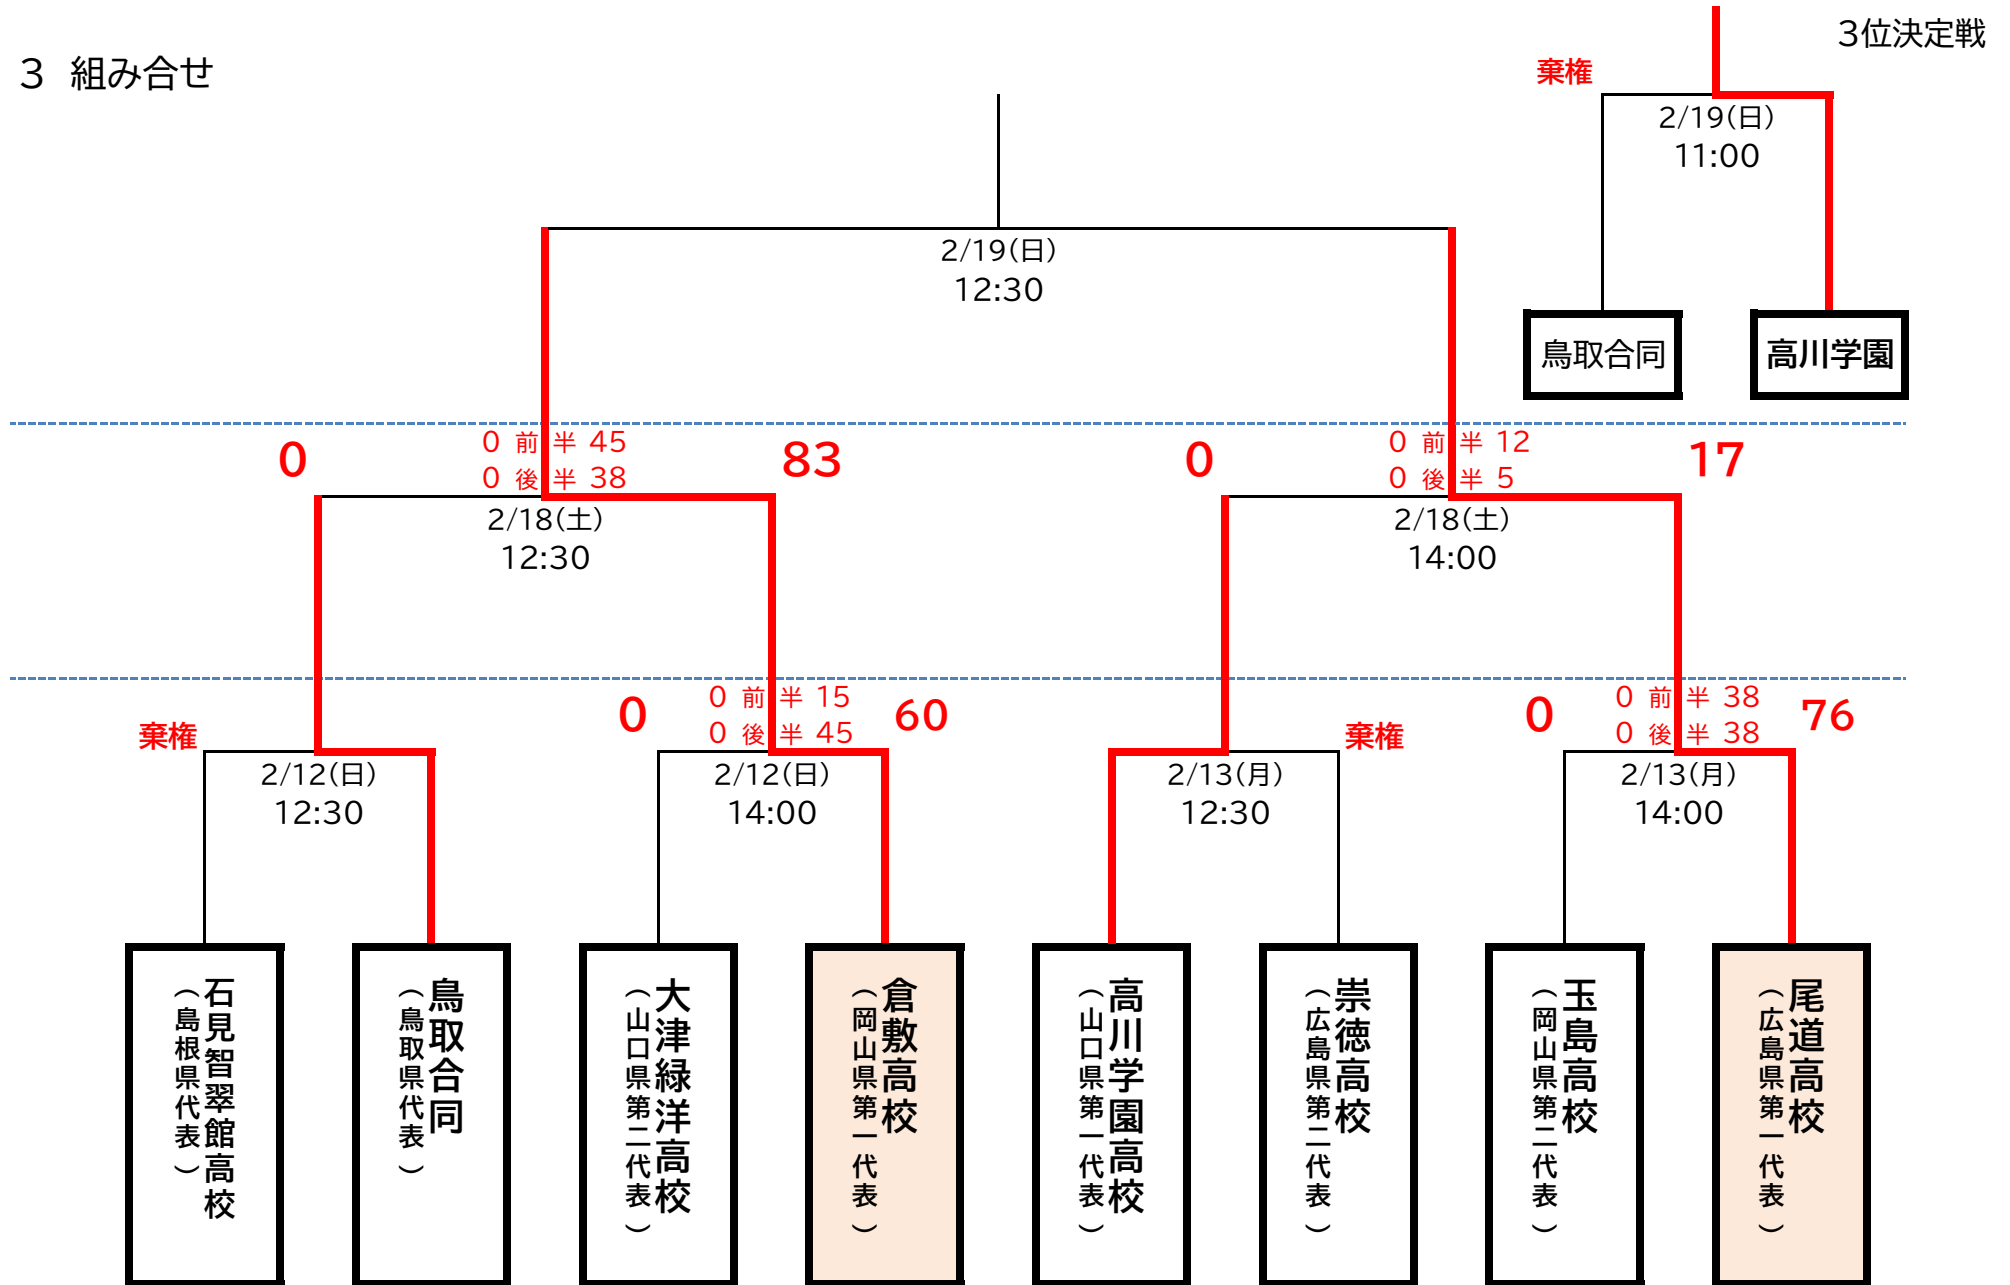 3 組み合せ
3位決定戦
棄権
2/19(日)
11:00
鳥取合同
高川学園
2/19(日)
12:30
0
0 前半 45
0 後半 38
83
2/18(土)
12:30
0
0 前半 12
0 後半 5
17
2/18(土)
14:00
棄権
2/12(日)
12:30
0
0 前半 15
0 後半 45
60
2/12(日)
14:00
棄権
2/13(月)
12:30
0
0 前半 38
0 後半 38
76
2/13(月)
14:00
石見智翠館高校
(島根県代表)
鳥取合同
(鳥取県代表)
大津緑洋高校
(山口県第二代表)
倉敷高校
(岡山県第一代表)
高川学園高校
(山口県第一代表)
崇徳高校
(広島県第二代表)
玉島高校
(岡山県第二代表)
尾道高校
(広島県第一代表)